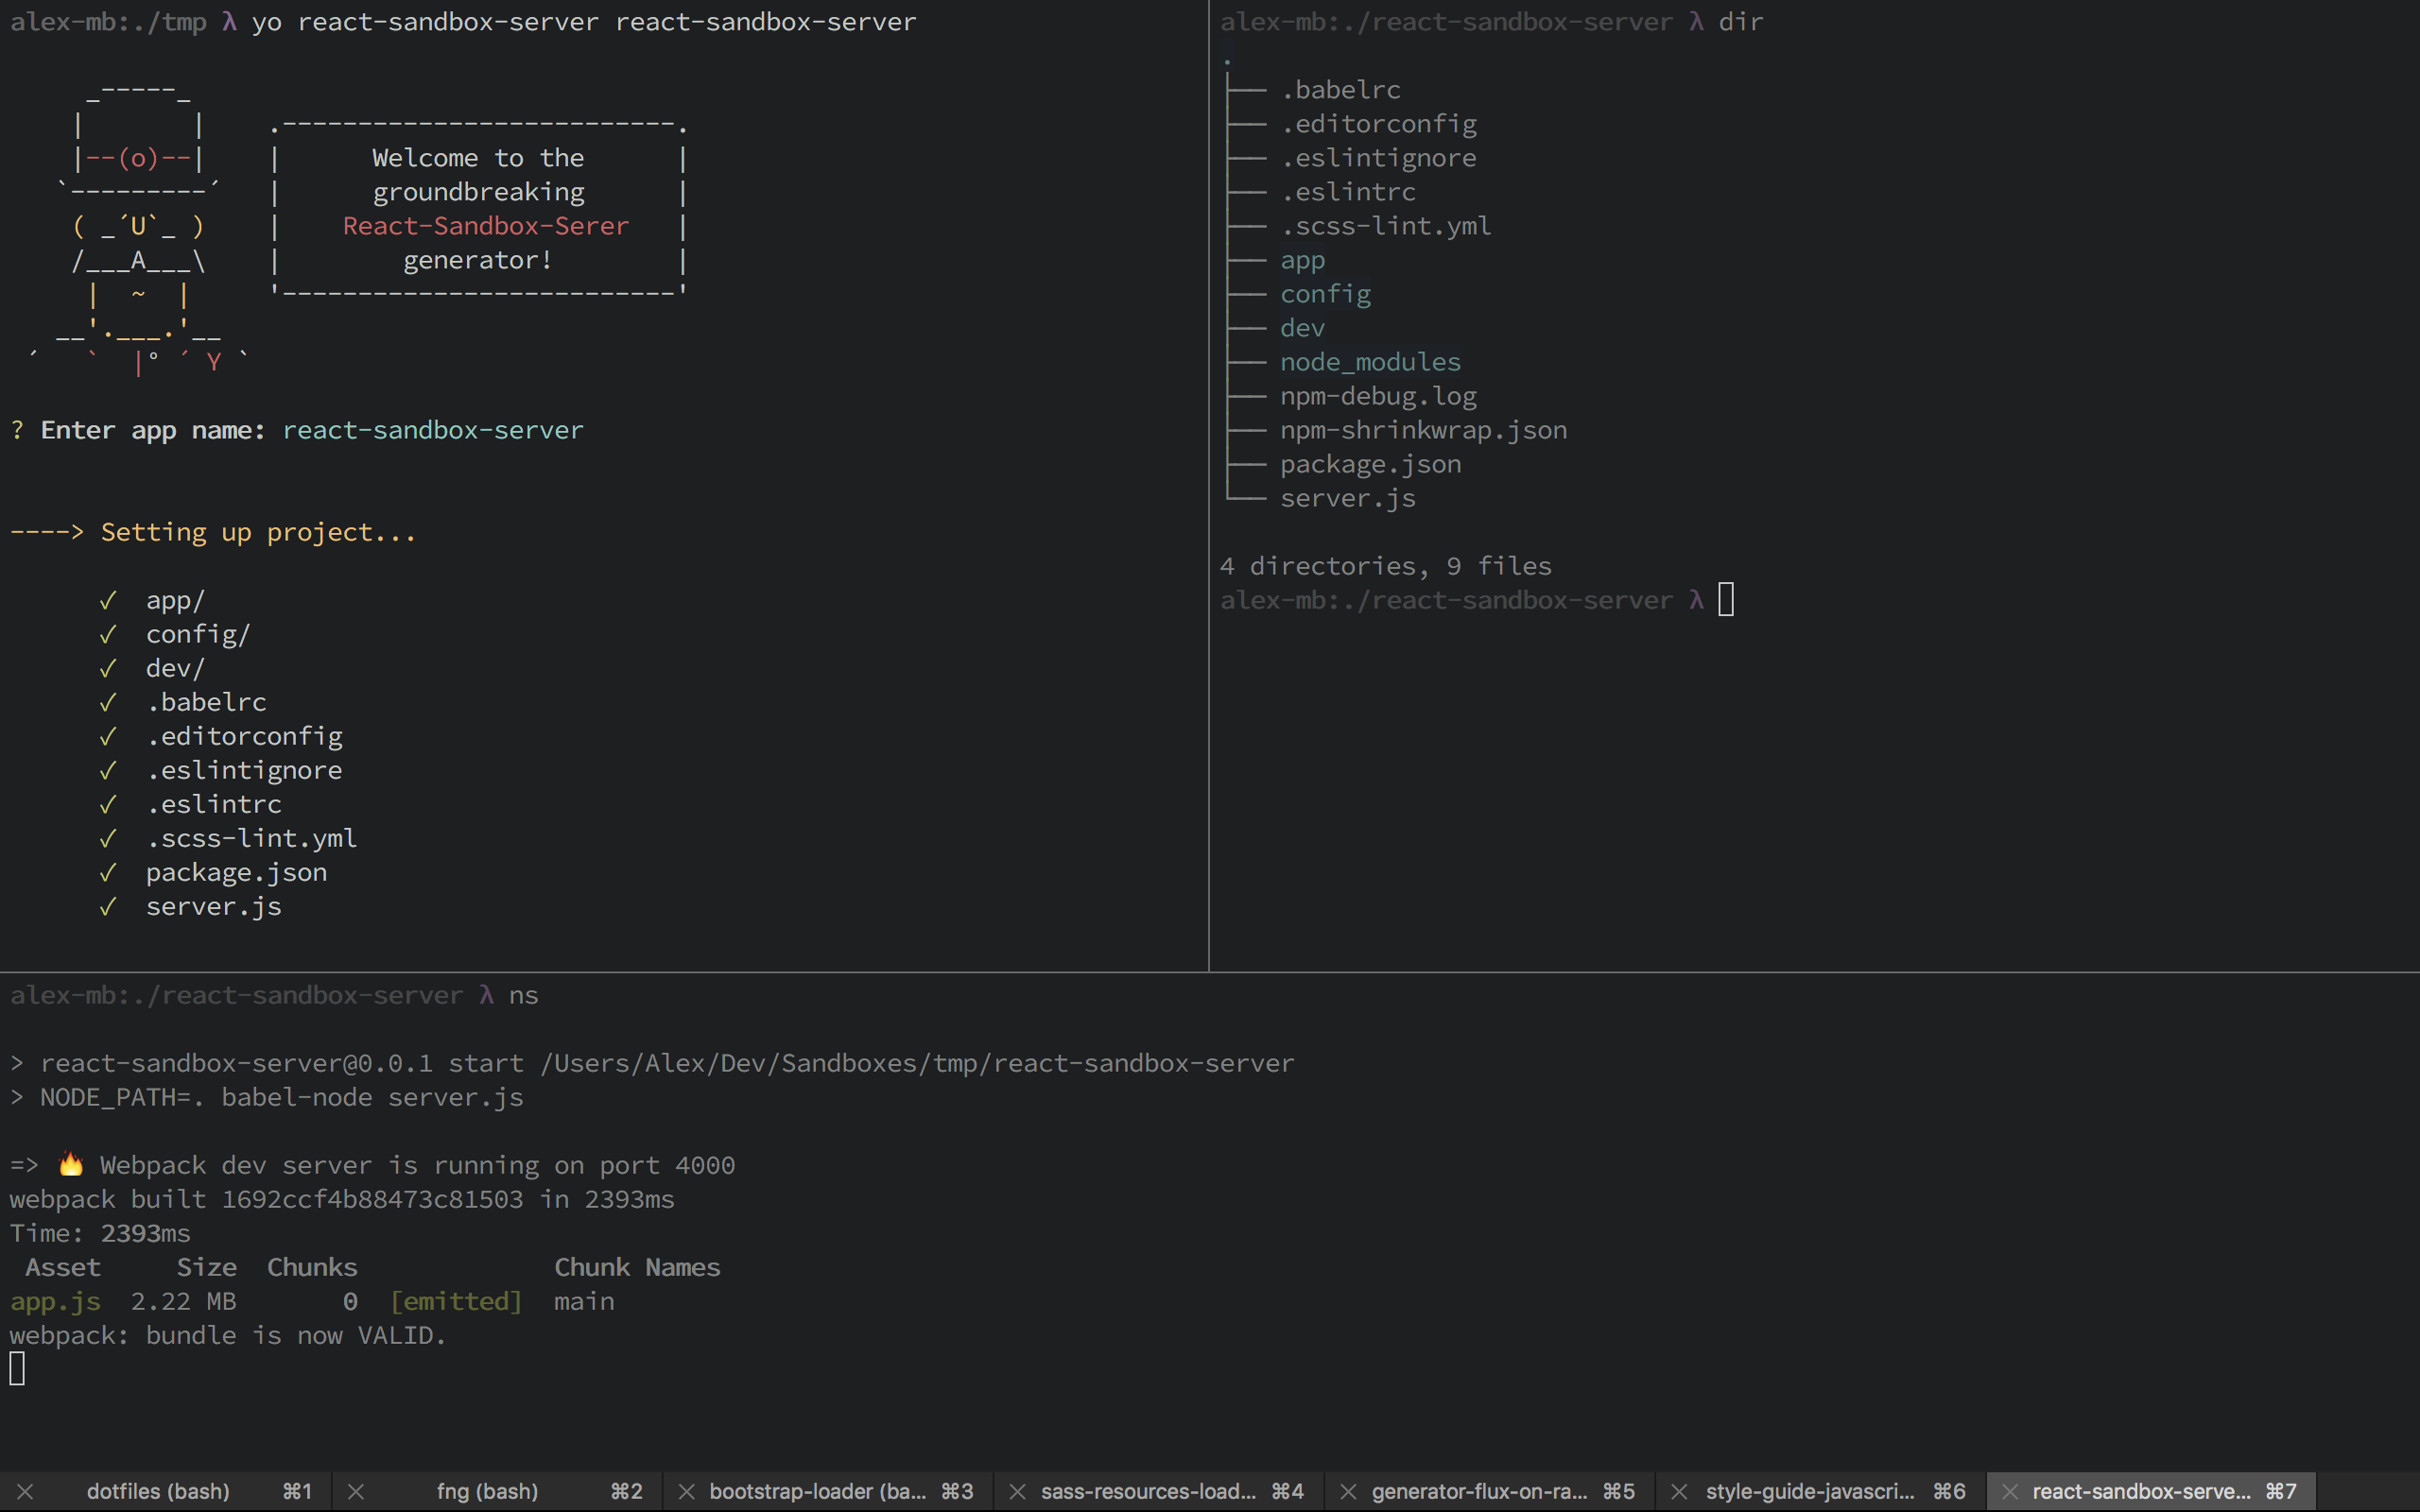 alex-mb:./tmp λ yo react-sandbox-server react-sandbox-server
     _-----_
    |       |    .--------------------------.
    |--(o)--|    |      Welcome to the      |
   `---------´   |      groundbreaking      |
    ( _´U`_ )    |    React-Sandbox-Serer   |
    /___A___\    |        generator!        |
     |  ~  |     '--------------------------'
   __'.___.'__
 ´   `  |° ´ Y `
? Enter app name: react-sandbox-server
----> Setting up project...
✓ app/
✓ config/
✓ dev/
✓ .babelrc
✓ .editorconfig
✓ .eslintignore
✓ .eslintrc
✓ .scss-lint.yml
✓ package.json
✓ server.js
alex-mb:./react-sandbox-server λ dir
.
├── .babelrc
├── .editorconfig
├── .eslintignore
├── .eslintrc
├── .scss-lint.yml
├── app
├── config
├── dev
├── node_modules
├── npm-debug.log
├── npm-shrinkwrap.json
├── package.json
└── server.js
4 directories, 9 files
alex-mb:./react-sandbox-server λ
alex-mb:./react-sandbox-server λ ns
> react-sandbox-server@0.0.1 start /Users/Alex/Dev/Sandboxes/tmp/react-sandbox-server
> NODE_PATH=. babel-node server.js
=> 🔥 Webpack dev server is running on port 4000
webpack built 1692ccf4b88473c81503 in 2393ms
Time: 2393ms
 Asset     Size  Chunks             Chunk Names
app.js  2.22 MB       0  [emitted]  main
webpack: bundle is now VALID.
dotfiles (bash) ⌘1 fng (bash) ⌘2 bootstrap-loader (ba... ⌘3 sass-resources-load... ⌘4 generator-flux-on-ra... ⌘5 style-guide-javascri... ⌘6 react-sandbox-serve... ⌘7